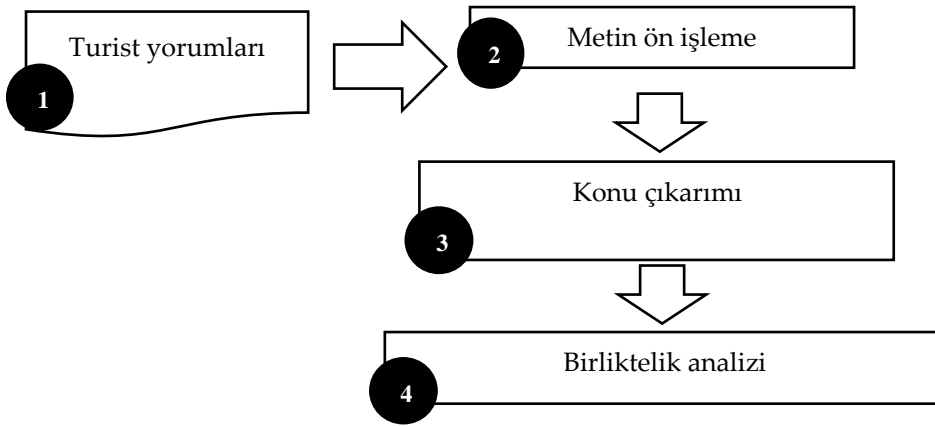 Turist yorumları
1
Metin ön işleme
2
Konu çıkarımı
3
Birliktelik analizi
4